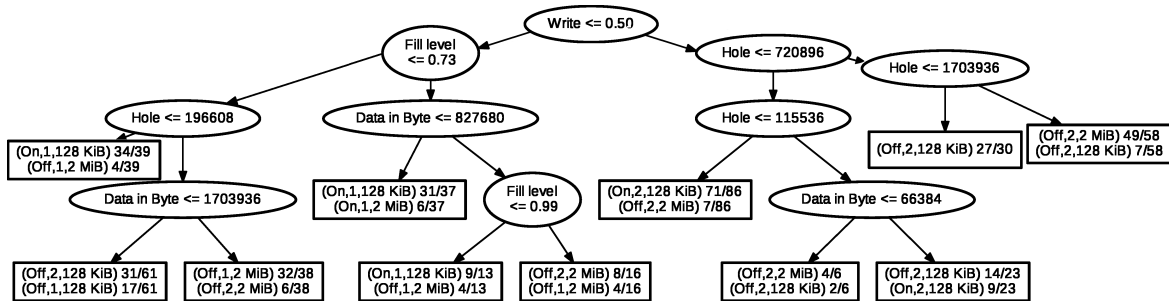 Write <= 0.50
Fill level
<= 0.73
Hole <= 720896
Hole <= 1703936
Hole <= 196608
Data in Byte <= 827680
Hole <= 115536
(On,1,128 KiB) 34/39
(Off,1,2 MiB) 4/39
(Off,2,128 KiB) 27/30
(Off,2,2 MiB) 49/58
(Off,2,128 KiB) 7/58
Data in Byte <= 1703936
(On,1,128 KiB) 31/37
(On,1,2 MiB) 6/37
Fill level
<= 0.99
(On,2,128 KiB) 71/86
(Off,2,2 MiB) 7/86
Data in Byte <= 66384
(Off,2,128 KiB) 31/61
(Off,1,128 KiB) 17/61
(Off,1,2 MiB) 32/38
(Off,2,2 MiB) 6/38
(On,1,128 KiB) 9/13
(Off,1,2 MiB) 4/13
(Off,2,2 MiB) 8/16
(Off,1,2 MiB) 4/16
(Off,2,2 MiB) 4/6
(Off,2,128 KiB) 2/6
(Off,2,128 KiB) 14/23
(On,2,128 KiB) 9/23